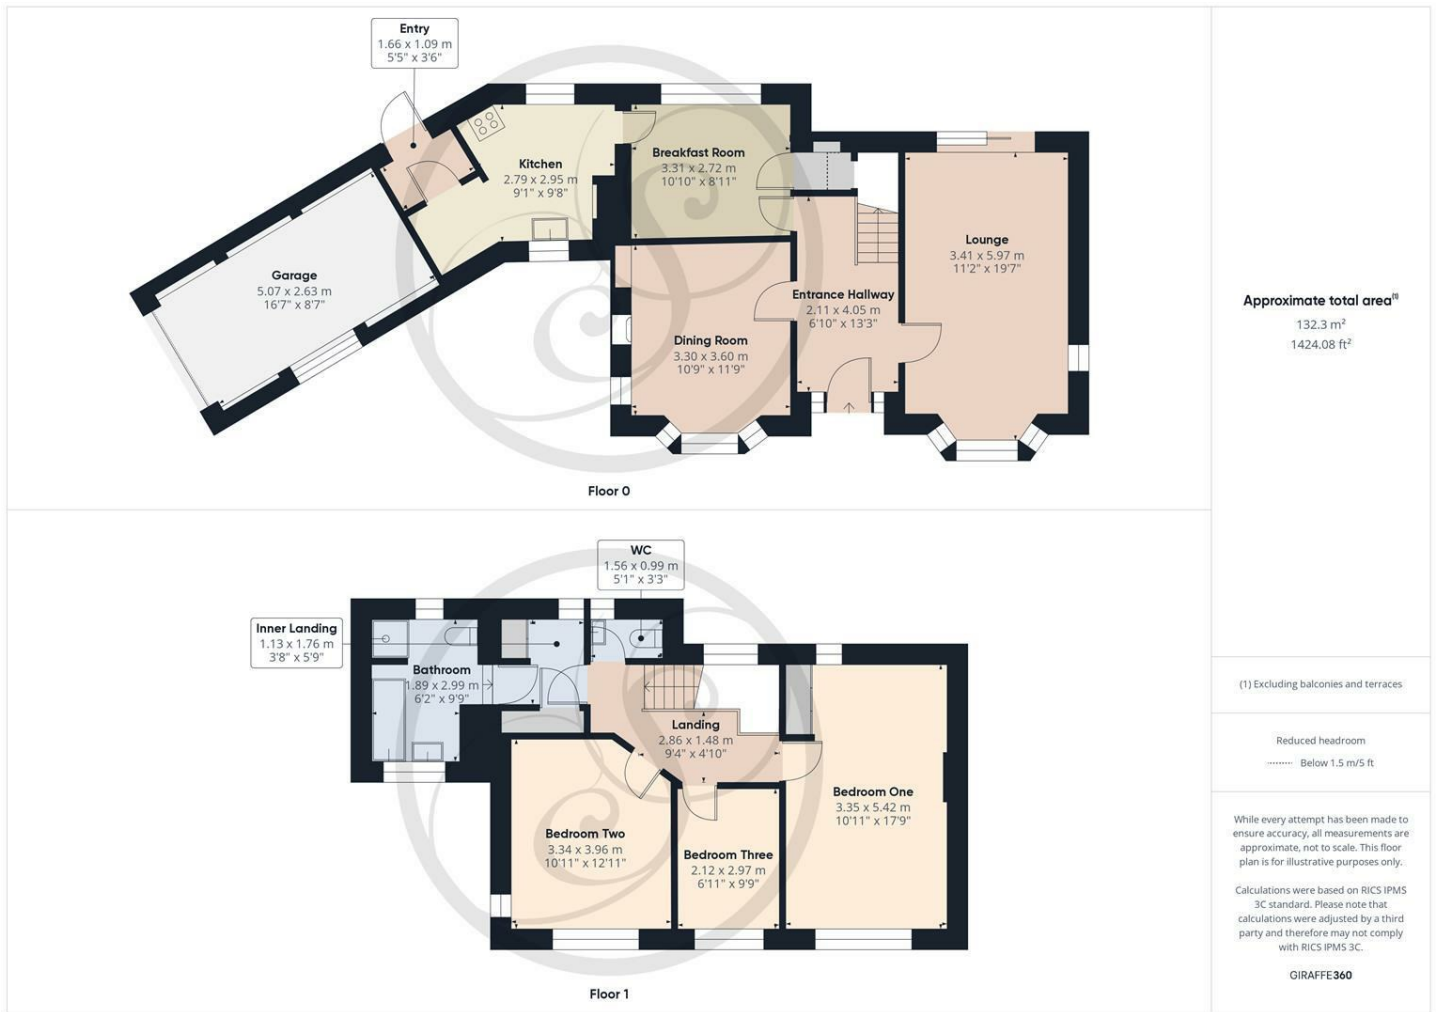 Entry
1.66 x 1.09 m
5'5" x 3'6"
Kitchen
2.79 x 2.95 m
9'1" x 9'8"
Breakfast Room
3.31 x 2.72 m
10'10" x 8'11"
Lounge
3.41 x 5.97 m
11'2" x 19'7"
Garage
5.07 x 2.63 m
16'7" x 8'7"
Entrance Hallway
2.11 x 4.05 m
6'10" x 13'3"
Dining Room
3.30 x 3.60 m
10'9" x 11'9"
Floor 0
WC
1.56 x 0.99 m
5'1" x 3'3"
Inner Landing
1.13 x 1.76 m
3'8" x 5'9"
Bathroom
1.89 x 2.99 m
6'2" x 9'9"
Landing
2.86 x 1.48 m
9'4" x 4'10"
Bedroom One
3.35 x 5.42 m
10'11" x 17'9"
Bedroom Two
3.34 x 3.96 m
10'11" x 12'11"
Bedroom Three
2.12 x 2.97 m
6'11" x 9'9"
Floor 1
Approximate total area(1)
132.3 m²
1424.08 ft²
(1) Excluding balconies and terraces
Reduced headroom
Below 1.5 m/5 ft
While every attempt has been made to
ensure accuracy, all measurements are
approximate, not to scale. This floor
plan is for illustrative purposes only.
Calculations were based on RICS IPMS
3C standard. Please note that
calculations were adjusted by a third
party and therefore may not comply
with RICS IPMS 3C.
GIRAFFE360